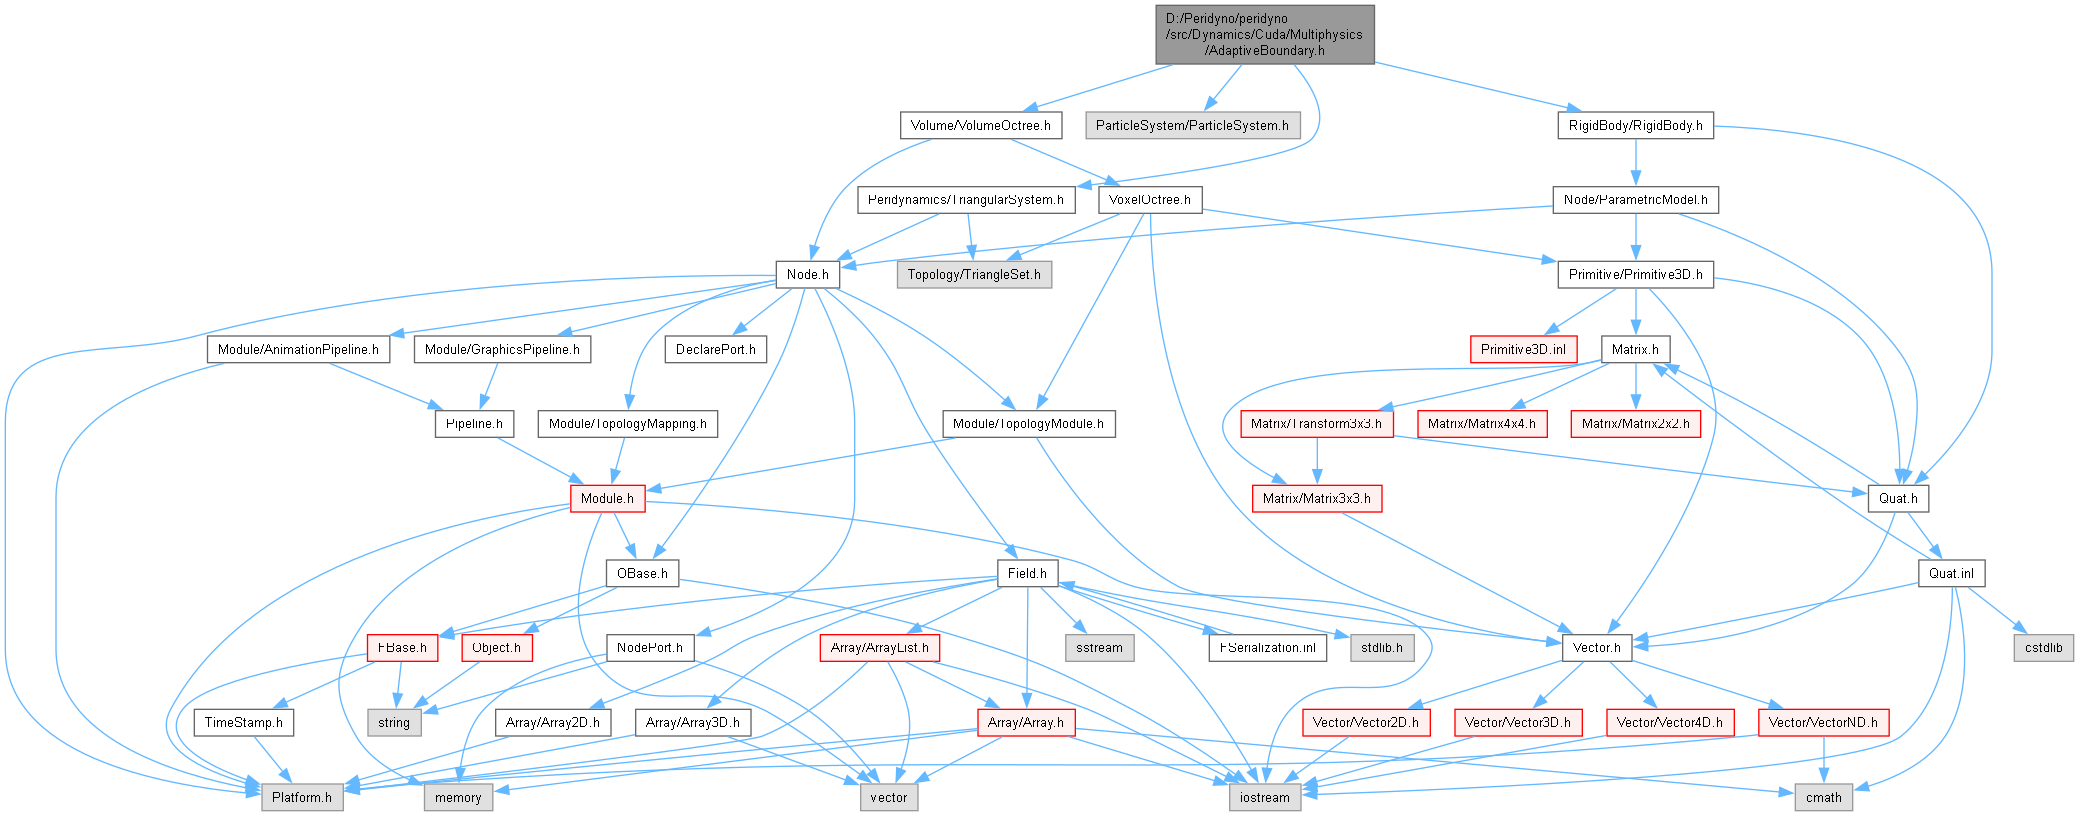 D:/Peridyno/peridyno
/src/Dynamics/Cuda/Multiphysics
/AdaptiveBoundary.h
Volume/VolumeOctree.h
ParticleSystem/ParticleSystem.h
RigidBody/RigidBody.h
Peridynamics/TriangularSystem.h
VoxelOctree.h
Node/ParametricModel.h
Node.h
Topology/TriangleSet.h
Primitive/Primitive3D.h
Module/AnimationPipeline.h
Module/GraphicsPipeline.h
DeclarePort.h
Primitive3D.inl
Matrix.h
Pipeline.h
Module/TopologyMapping.h
Module/TopologyModule.h
Matrix/Transform3x3.h
Matrix/Matrix4x4.h
Matrix/Matrix2x2.h
Module.h
Matrix/Matrix3x3.h
Quat.h
OBase.h
Field.h
Quat.inl
FBase.h
Object.h
NodePort.h
Array/ArrayList.h
sstream
FSerialization.inl
stdlib.h
Vector.h
cstdlib
TimeStamp.h
string
Array/Array2D.h
Array/Array3D.h
Array/Array.h
Vector/Vector2D.h
Vector/Vector3D.h
Vector/Vector4D.h
Vector/VectorND.h
Platform.h
memory
vector
iostream
cmath